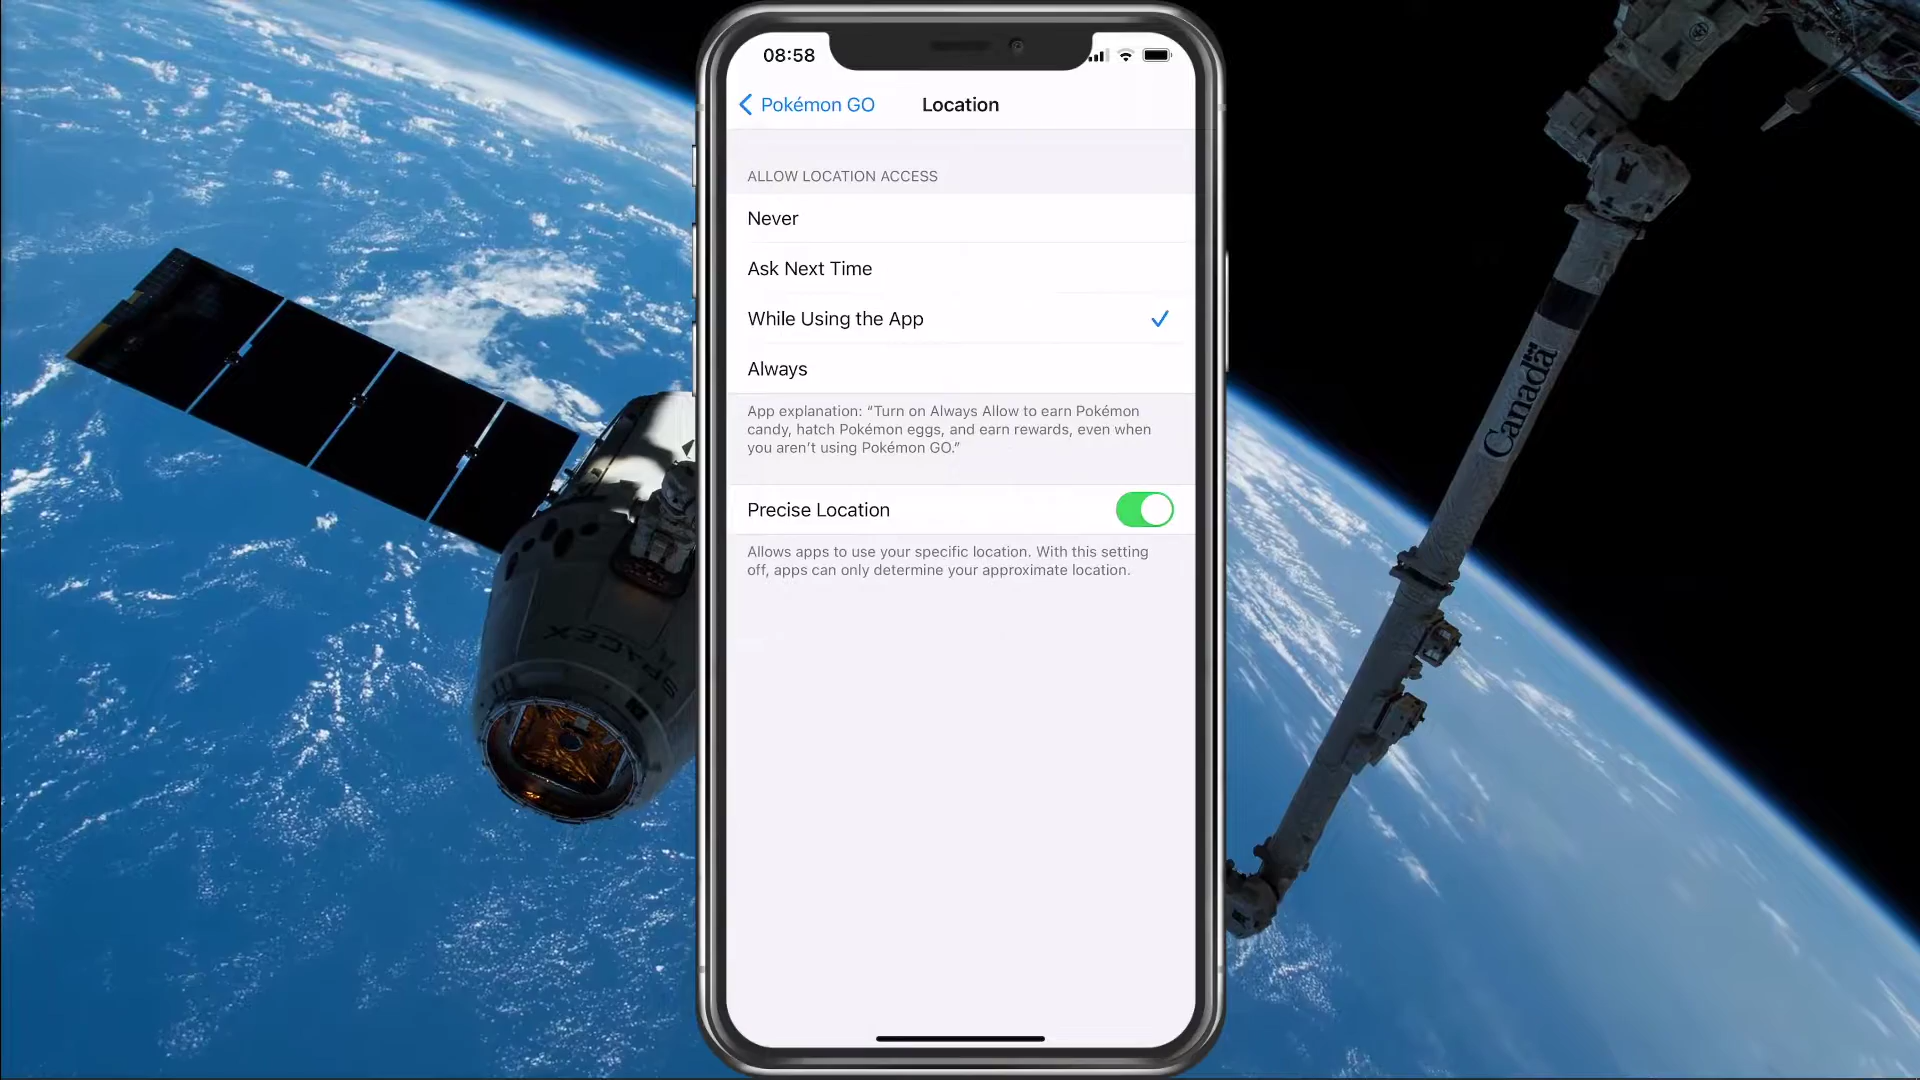 08:58
Pokémon GO
Location
ALLOW LOCATION ACCESS
Never
Ask Next Time
While Using the App
Always
App explanation: “Turn on Always Allow to earn Pokémon
candy, hatch Pokémon eggs, and earn rewards, even when
you aren’t using Pokémon GO.”
Precise Location
Allows apps to use your specific location. With this setting
off, apps can only determine your approximate location.
SPACEX
Canada